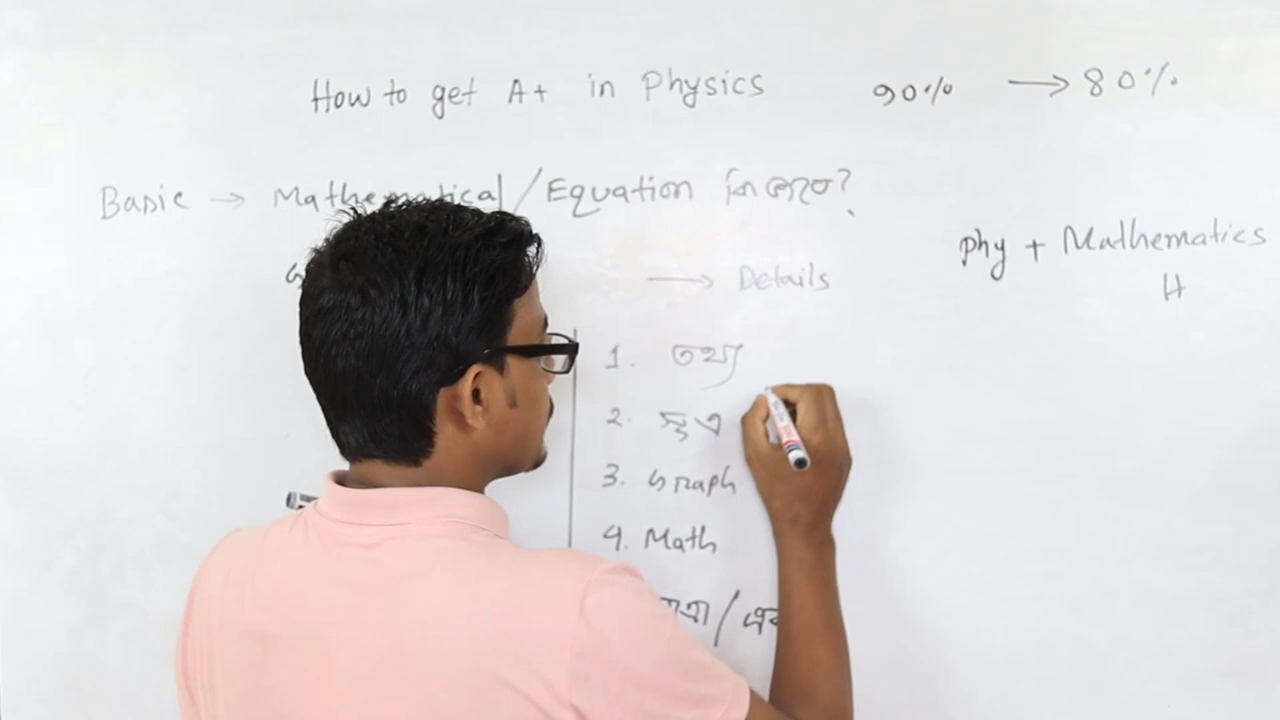 How to get A+ in Physics 90% → 80%
Basic → Mathematical / Equation কি করে?
phy + Mathematics
→ Details
H
1. তথ্য
2. সূত্র
3. Graph
4. Math